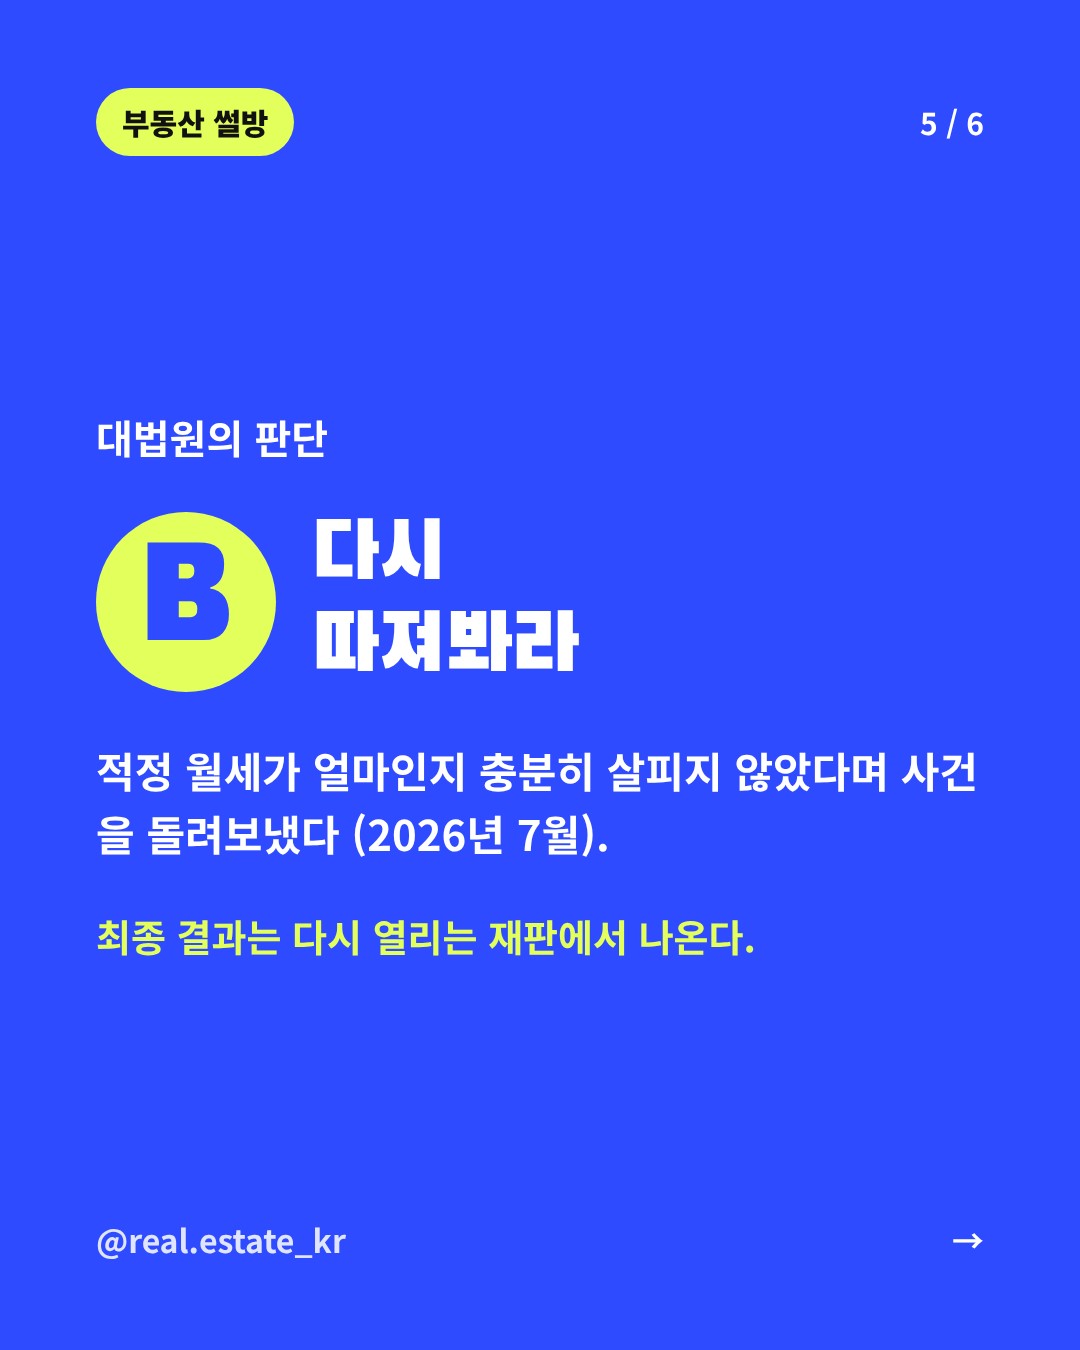 부동산 썰방
5 / 6
대법원의 판단
B
다시
따져봐라
적정 월세가 얼마인지 충분히 살피지 않았다며 사건
을 돌려보냈다 (2026년 7월).
최종 결과는 다시 열리는 재판에서 나온다.
@real.estate_kr
→